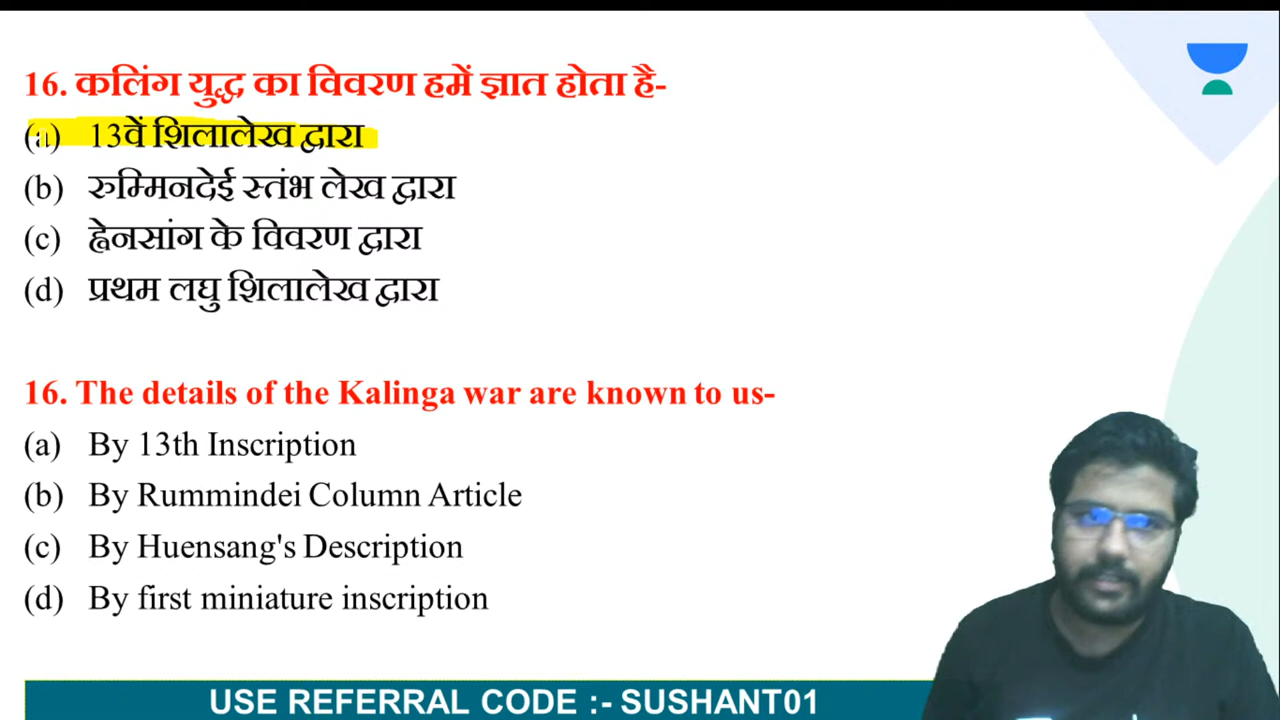 16. कलिंग युद्ध का विवरण हमें ज्ञात होता है-
(a) 13वें शिलालेख द्वारा
(b) रुम्मिनदेई स्तंभ लेख द्वारा
(c) ह्वेनसांग के विवरण द्वारा
(d) प्रथम लघु शिलालेख द्वारा
16. The details of the Kalinga war are known to us-
(a) By 13th Inscription
(b) By Rummindei Column Article
(c) By Huensang's Description
(d) By first miniature inscription
USE REFERRAL CODE :- SUSHANT01